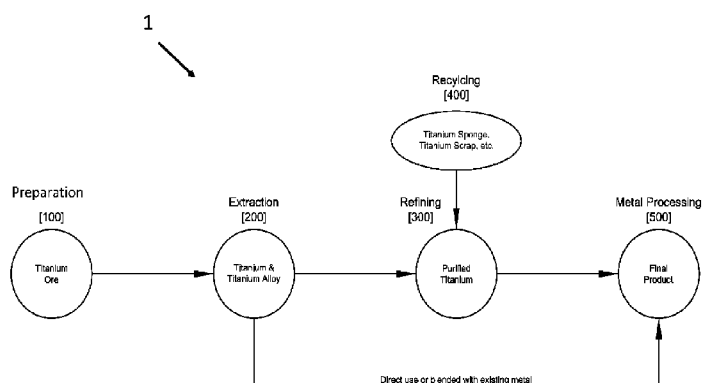 1
Recylcing
[400]
Titanium Sponge,
Titanium Scrap, etc.
Preparation
[100]
Extraction
[200]
Refining
[300]
Metal Processing
[500]
Titanium
Ore
Titanium &
Titanium Alloy
Purified
Titanium
Final
Product
Direct use or blended with existing metal